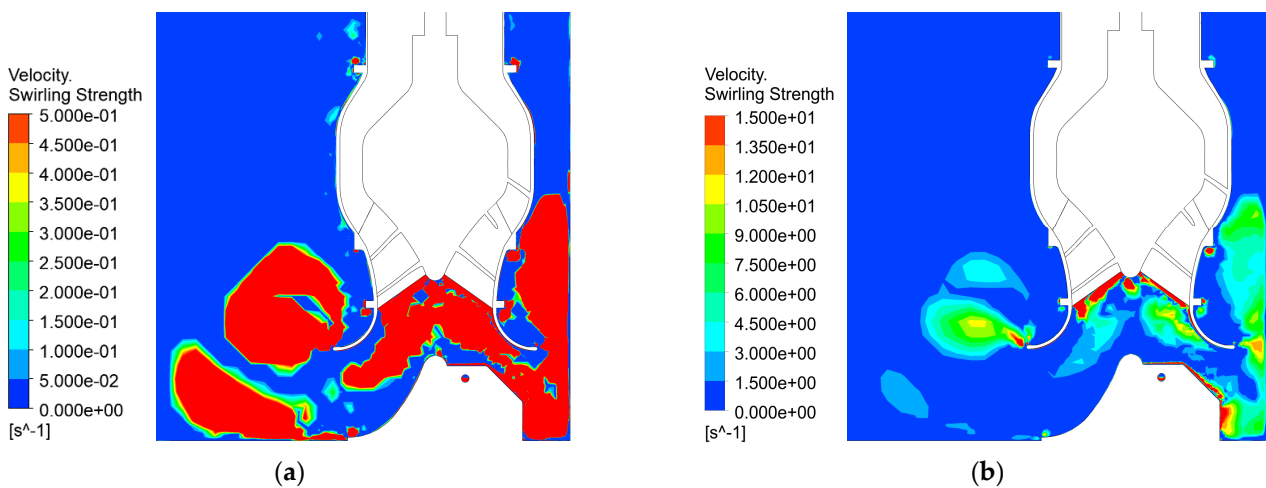 Velocity.
Swirling Strength
5.000e-01
4.500e-01
4.000e-01
3.500e-01
3.000e-01
2.500e-01
2.000e-01
1.500e-01
1.000e-01
5.000e-02
0.000e+00
[s^-1]
(a)
Velocity.
Swirling Strength
1.500e+01
1.350e+01
1.200e+01
1.050e+01
9.000e+00
7.500e+00
6.000e+00
4.500e+00
3.000e+00
1.500e+00
0.000e+00
[s^-1]
(b)